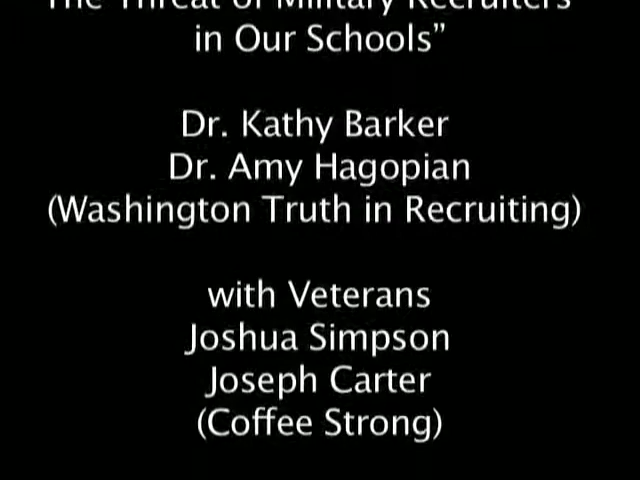 The Threat of Military Recruiters
in Our Schools”
Dr. Kathy Barker
Dr. Amy Hagopian
(Washington Truth in Recruiting)
with Veterans
Joshua Simpson
Joseph Carter
(Coffee Strong)